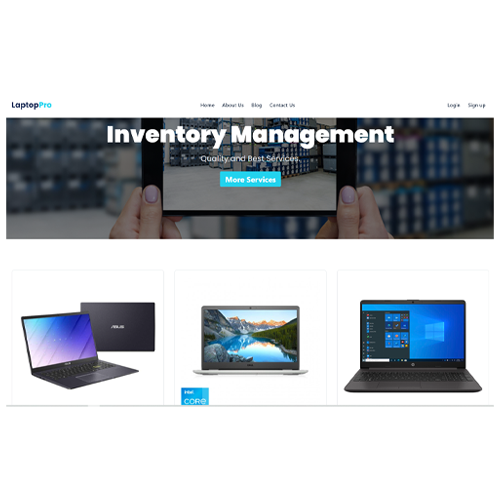 LaptopPro
Home About Us Blog Contact Us
Login Sign up
Inventory Management
Quality and Best Services.
More Services
ASUS
intel
CORE